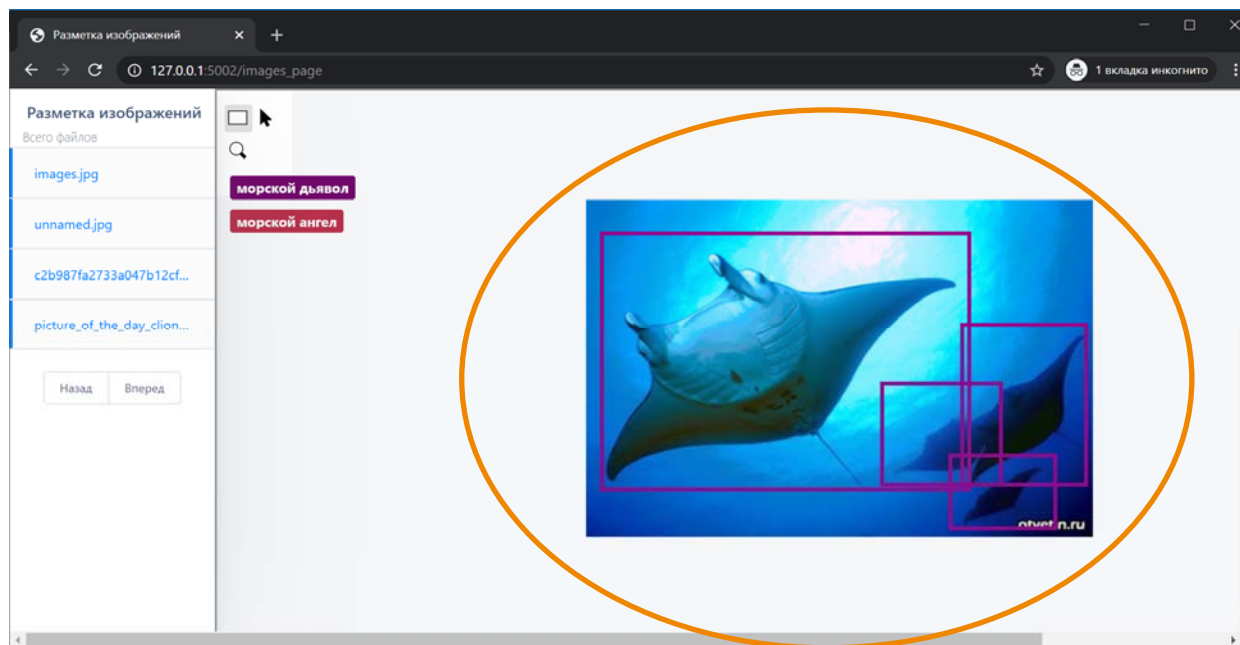 Разметка изображений
127.0.0.1:5002/images_page
1 вкладка инкогнито
Разметка изображений
Всего файлов
images.jpg
unnamed.jpg
c2b987fa2733a047b12cf...
picture_of_the_day_clion...
Назад Вперед
морской дьявол
морской ангел